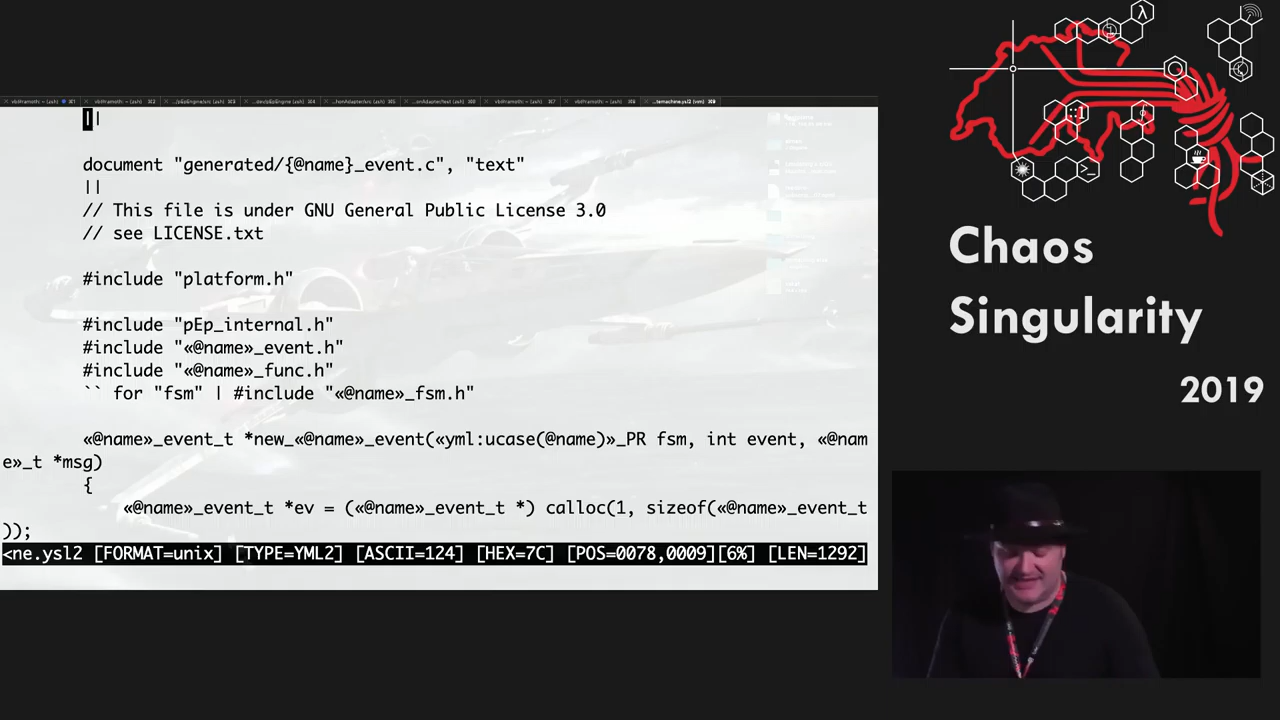 ||
document "generated/{@name}_event.c", "text"
||
// This file is under GNU General Public License 3.0
// see LICENSE.txt
#include "platform.h"
#include "pEp_internal.h"
#include "«@name»_event.h"
#include "«@name»_func.h"
`` for "fsm" | #include "«@name»_fsm.h"
«@name»_event_t *new_«@name»_event(«yml:ucase(@name)»_PR fsm, int event, «@nam
e»_t *msg)
{
«@name»_event_t *ev = («@name»_event_t *) calloc(1, sizeof(«@name»_event_t
));
<ne.ysl2 [FORMAT=unix] [TYPE=YML2] [ASCII=124] [HEX=7C] [POS=0078,0009][6%] [LEN=1292]
Chaos
Singularity
2019